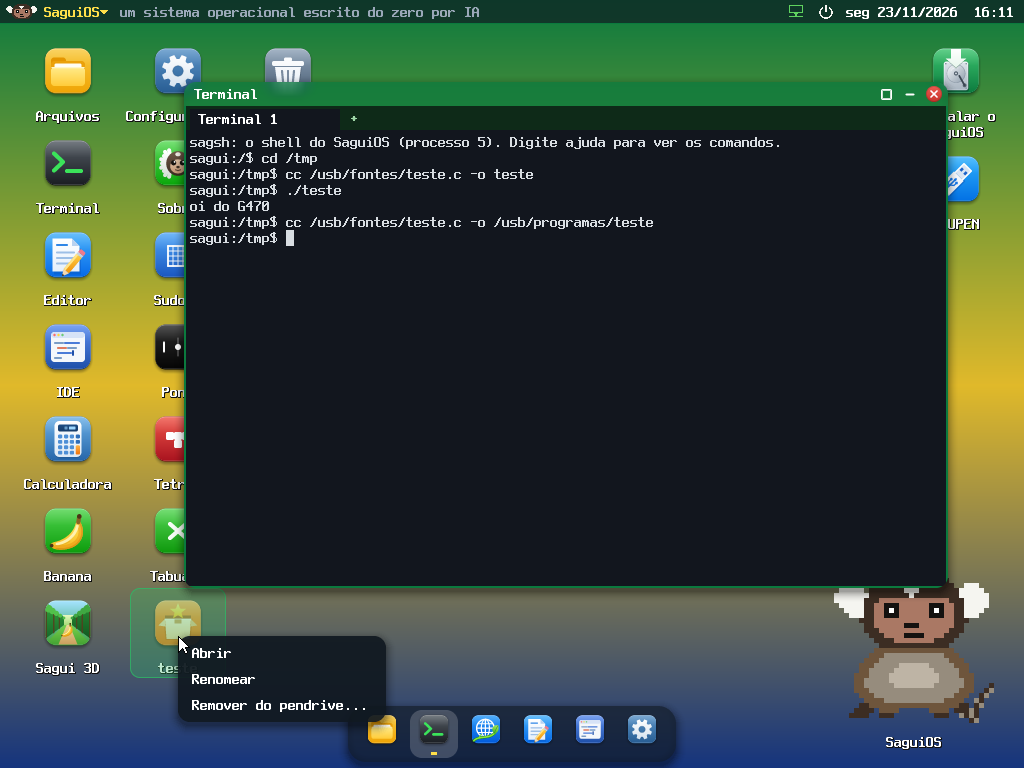 SaguiOS um sistema operacional escrito do zero por IA seg 23/11/2026 16:11
Terminal
Terminal 1 +
sagsh: o shell do SaguiOS (processo 5). Digite ajuda para ver os comandos.
sagui:/$ cd /tmp
sagui:/tmp$ cc /usb/fontes/teste.c -o teste
sagui:/tmp$ ./teste
oi do G470
sagui:/tmp$ cc /usb/fontes/teste.c -o /usb/programas/teste
sagui:/tmp$
Arquivos
Terminal
Editor
IDE
Calculadora
Banana
Sagui 3D
Abrir
Renomear
Remover do pendrive...
SaguiOS